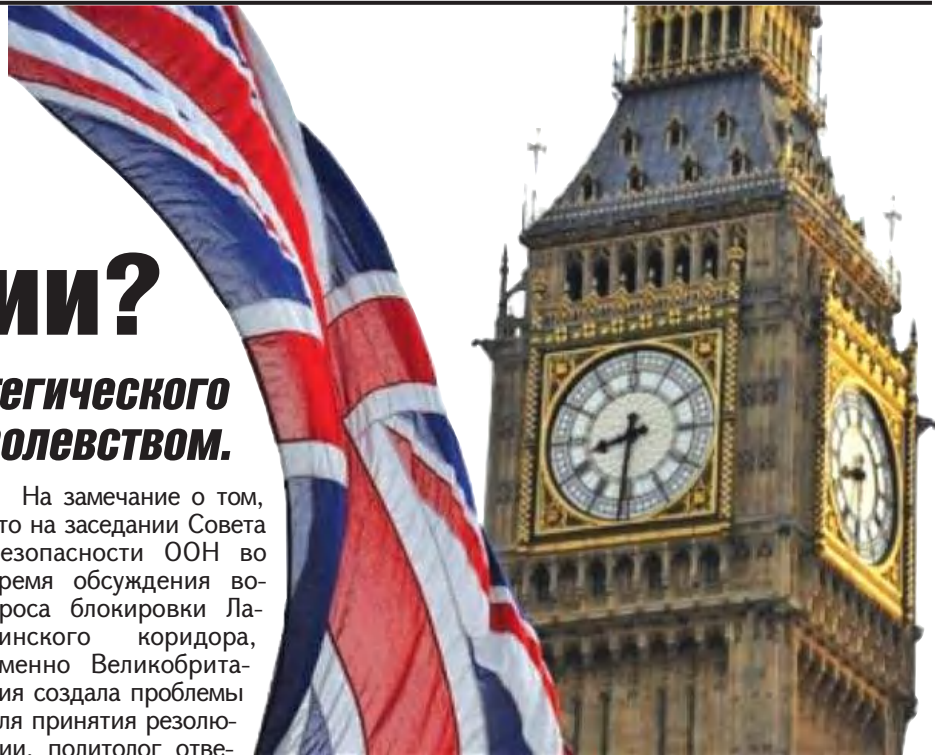 ии?
тегического
олевством.
На замечание о том,
то на заседании Совета
езопасности ООН во
ремя обсуждения во-
роса блокировки Ла-
инского коридора,
менно Великобрита-
ия создала проблемы
ля принятия резолю-
ии, политолог отве-